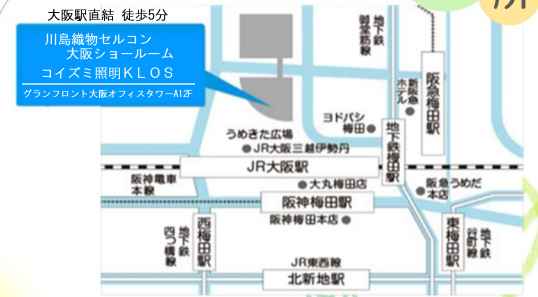 大阪駅直結 徒歩5分
川島織物セルコン
大阪ショールーム
コイズミ照明KLOS
グランフロント大阪オフィスタワーA12F
地下鉄
御堂筋線
新阪急
ホテル
阪急梅田駅
ヨドバシ
梅田
うめきた広場
JR大阪三越伊勢丹
地下鉄梅田駅
JR大阪駅
阪神電車
本線
大丸梅田店
阪急うめだ
本店
阪神梅田駅
阪神梅田本店
西梅田駅
地下鉄
四つ橋線
東梅田駅
地下鉄
谷町線
JR東西線
北新地駅